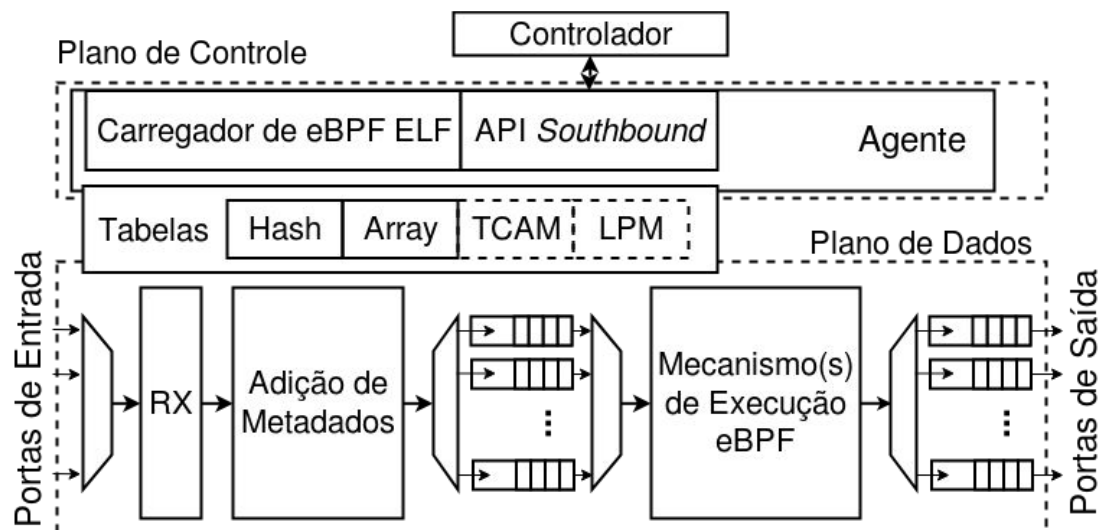 Controlador
Plano de Controle
Carregador de eBPF ELF
API Southbound
Agente
Tabelas
Hash
Array
TCAM
LPM
Plano de Dados
Portas de Entrada
RX
Adição de
Metadados
...
Mecanismo(s)
de Execução
eBPF
...
Portas de Saída